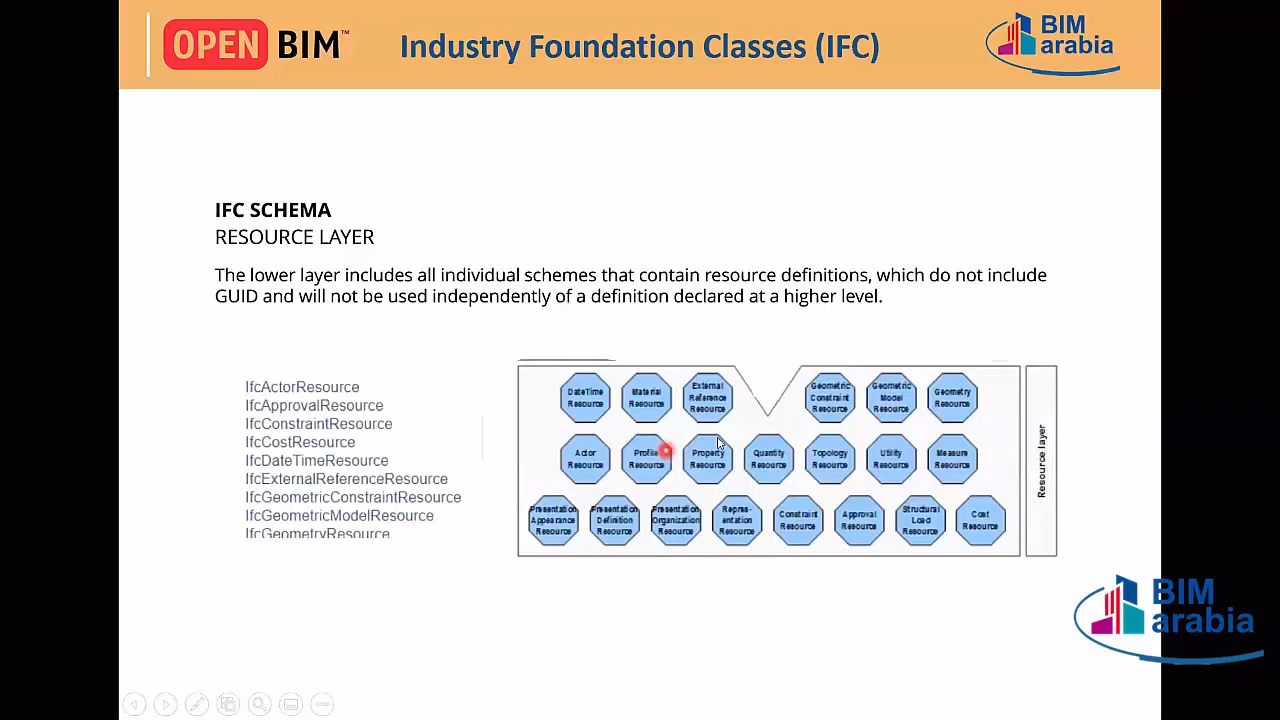 OPEN BIM™
Industry Foundation Classes (IFC)
BIM
arabia
IFC SCHEMA
RESOURCE LAYER
The lower layer includes all individual schemes that contain resource definitions, which do not include
GUID and will not be used independently of a definition declared at a higher level.
IfcActorResource
IfcApprovalResource
IfcConstraintResource
IfcCostResource
IfcDateTimeResource
IfcExternalReferenceResource
IfcGeometricConstraintResource
IfcGeometricModelResource
IfcGeometryResource
DateTime
Resource
Material
Resource
External
Reference
Resource
Geometric
Constraint
Resource
Geometric
Model
Resource
Geometry
Resource
Actor
Resource
Profile
Resource
Property
Resource
Quantity
Resource
Topology
Resource
Utility
Resource
Measure
Resource
Presentation
Appearance
Resource
Presentation
Definition
Resource
Presentation
Organization
Resource
Repres-
entation
Resource
Constraint
Resource
Approval
Resource
Structural
Load
Resource
Cost
Resource
Resource layer
BIM
arabia